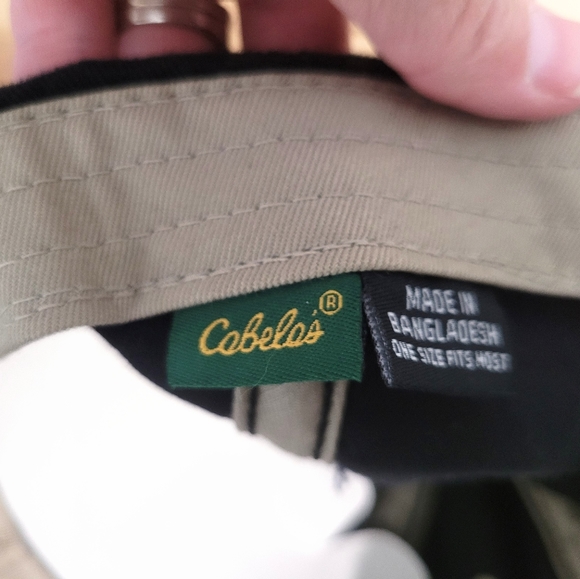 Cabela's®
MADE IN
BANGLADESH
ONE SIZE FITS MOST